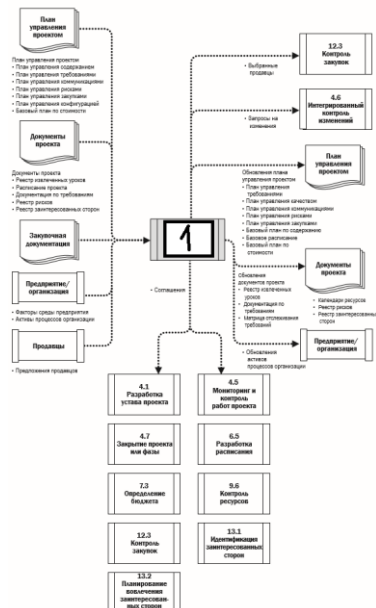 План
управления
проектом
План управления проектом
• План управления содержанием
• План управления требованиями
• План управления коммуникациями
• План управления рисками
• План управления закупками
• План управления конфигурацией
• Базовый план по стоимости
Документы
проекта
Документы проекта
• Реестр извлеченных уроков
• Расписание проекта
• Документация по требованиям
• Реестр рисков
• Реестр заинтересованных сторон
Закупочная
документация
Предприятие/
организация
• Факторы среды предприятия
• Активы процессов организации
Продавцы
• Предложения продавцов
1
• Соглашения
• Выбранные
продавцы
12.3
Контроль
закупок
• Запросы на
изменения
4.6
Интегрированный
контроль
изменений
Обновления плана
управления проектом
• План управления
требованиями
• План управления качеством
• План управления коммуникациями
• План управления рисками
• План управления закупками
• Базовый план по содержанию
• Базовое расписание
• Базовый план по
стоимости
План
управления
проектом
Обновления
документов проекта
• Реестр извлеченных
уроков
• Документация по
требованиям
• Матрица отслеживания
требований
• Календари ресурсов
• Реестр рисков
• Реестр заинтересованных
сторон
Документы
проекта
• Обновления
активов
процессов организации
Предприятие/
организация
4.1
Разработка
устава проекта
4.5
Мониторинг и
контроль
работ проекта
4.7
Закрытие проекта
или фазы
6.5
Разработка
расписания
7.3
Определение
бюджета
9.6
Контроль
ресурсов
12.3
Контроль
закупок
13.1
Идентификация
заинтересованных
сторон
13.2
Планирование
вовлечения
заинтересован-
ных сторон